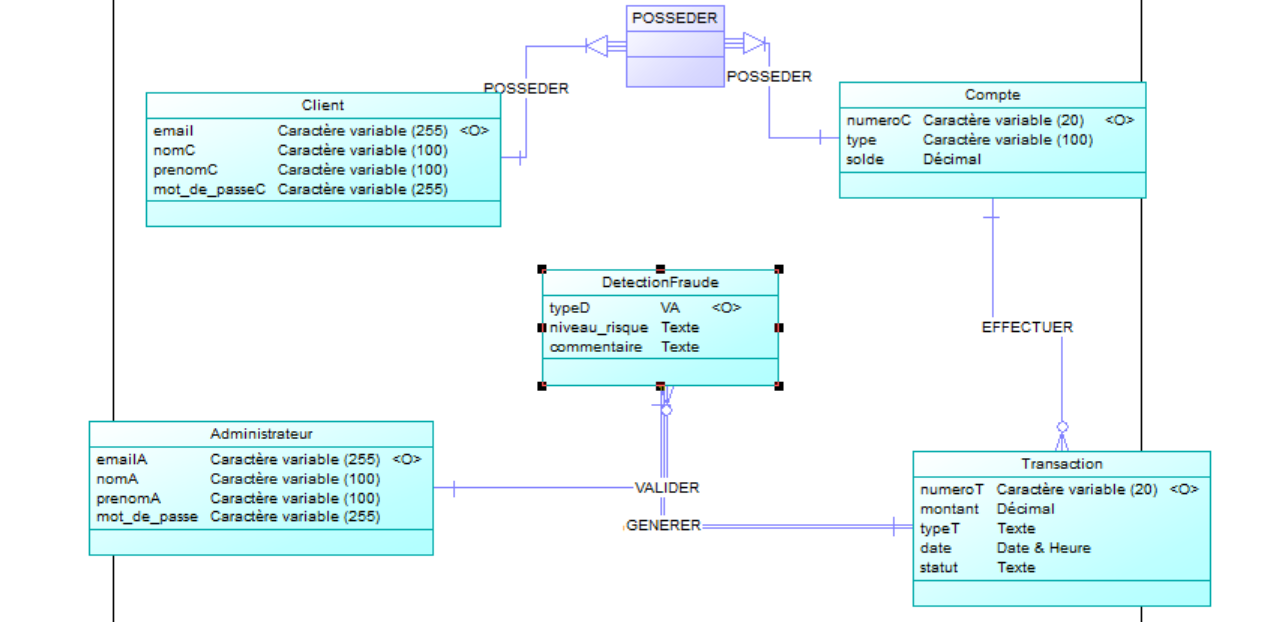 POSSEDER
POSSEDER
POSSEDER
Client
email Caractère variable (255) <O>
nomC Caractère variable (100)
prenomC Caractère variable (100)
mot_de_passeC Caractère variable (255)
Compte
numeroC Caractère variable (20) <O>
type Caractère variable (100)
solde Décimal
DetectionFraude
typeD VA <O>
niveau_risque Texte
commentaire Texte
EFFECTUER
Administrateur
emailA Caractère variable (255) <O>
nomA Caractère variable (100)
prenomA Caractère variable (100)
mot_de_passe Caractère variable (255)
VALIDER
GENERER
Transaction
numeroT Caractère variable (20) <O>
montant Décimal
typeT Texte
date Date & Heure
statut Texte